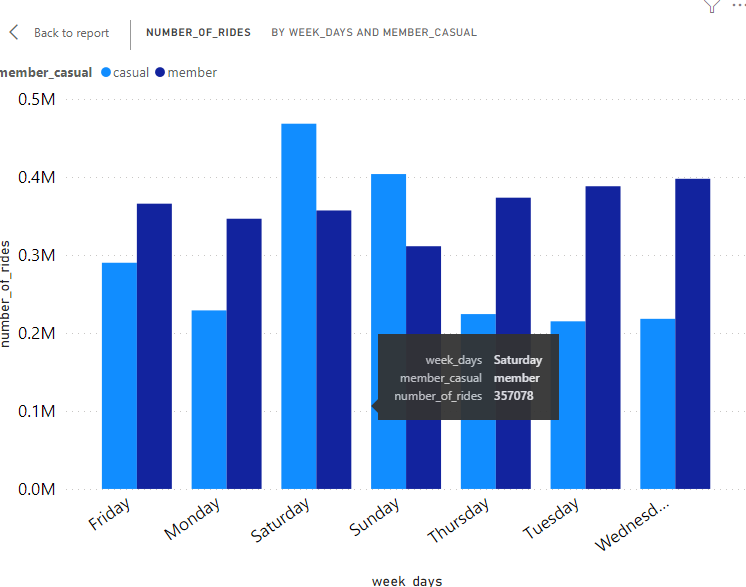 Back to report NUMBER_OF_RIDES BY WEEK_DAYS AND MEMBER_CASUAL
member_casual casual member
0.5M
0.4M
0.3M
0.2M
0.1M
0.0M
number_of_rides
week_days Saturday
member_casual member
number_of_rides 357078
Friday Monday Saturday Sunday Thursday Tuesday Wednesd...
week_days